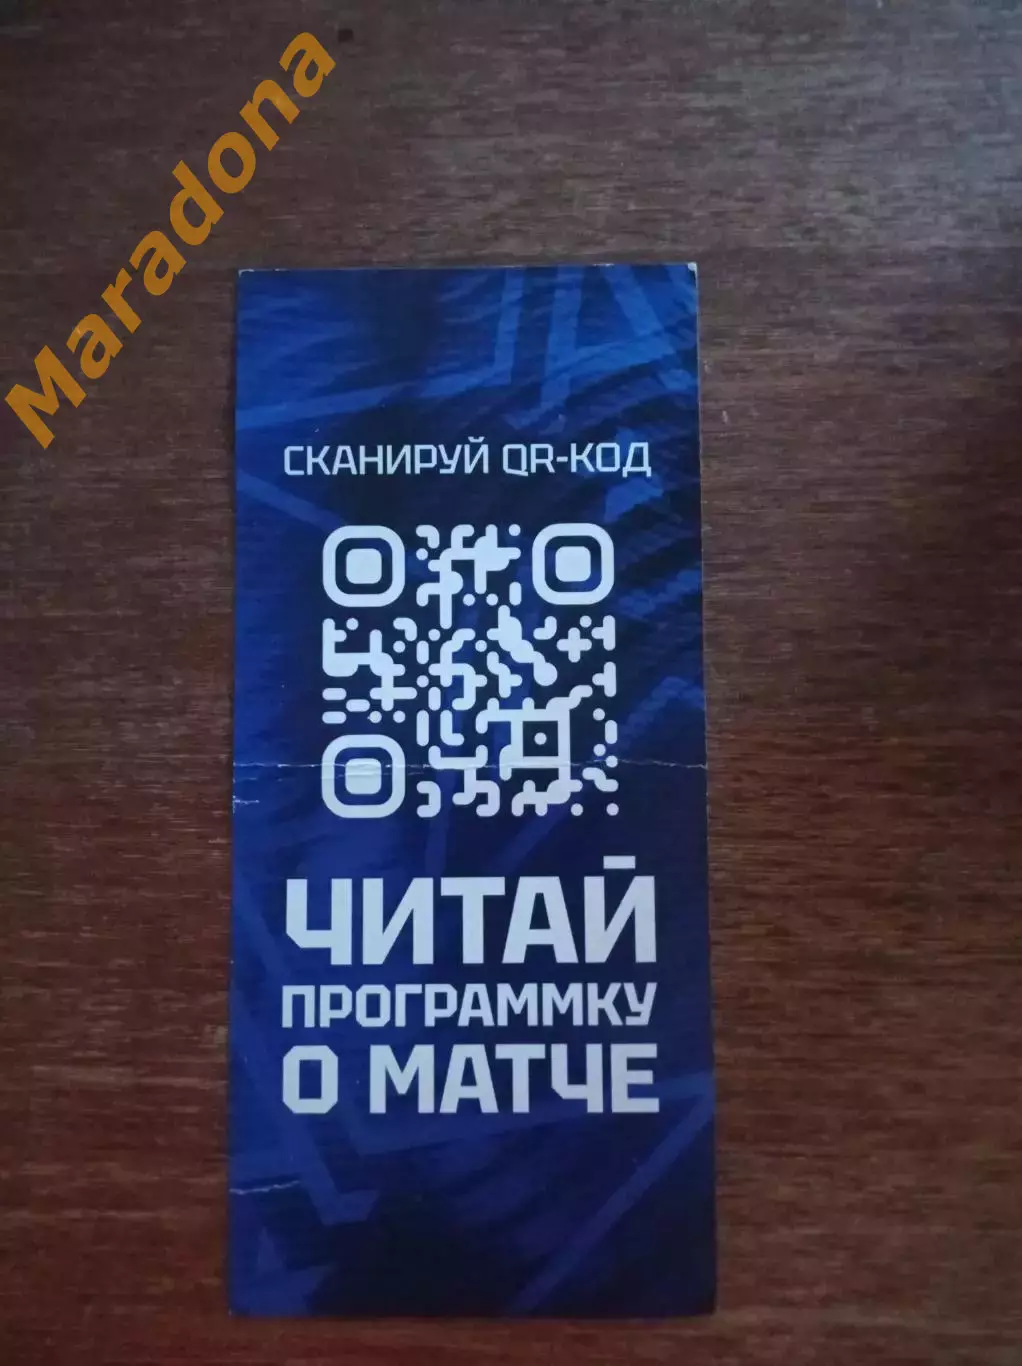 Maradona
СКАНИРУЙ QR-КОД
ЧИТАЙ
ПРОГРАММКУ
О МАТЧЕ